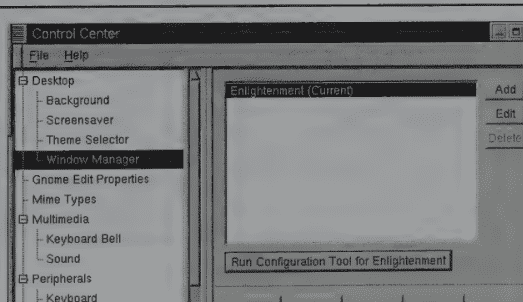 Control Center
File Help
Desktop
Background
Screensaver
Theme Selector
Window Manager
Gnome Edit Properties
Mime Types
Multimedia
Keyboard Bell
Sound
Peripherals
Keyboard
Enlightenment (Current)
Add
Edit
Delete
Run Configuration Tool for Enlightenment